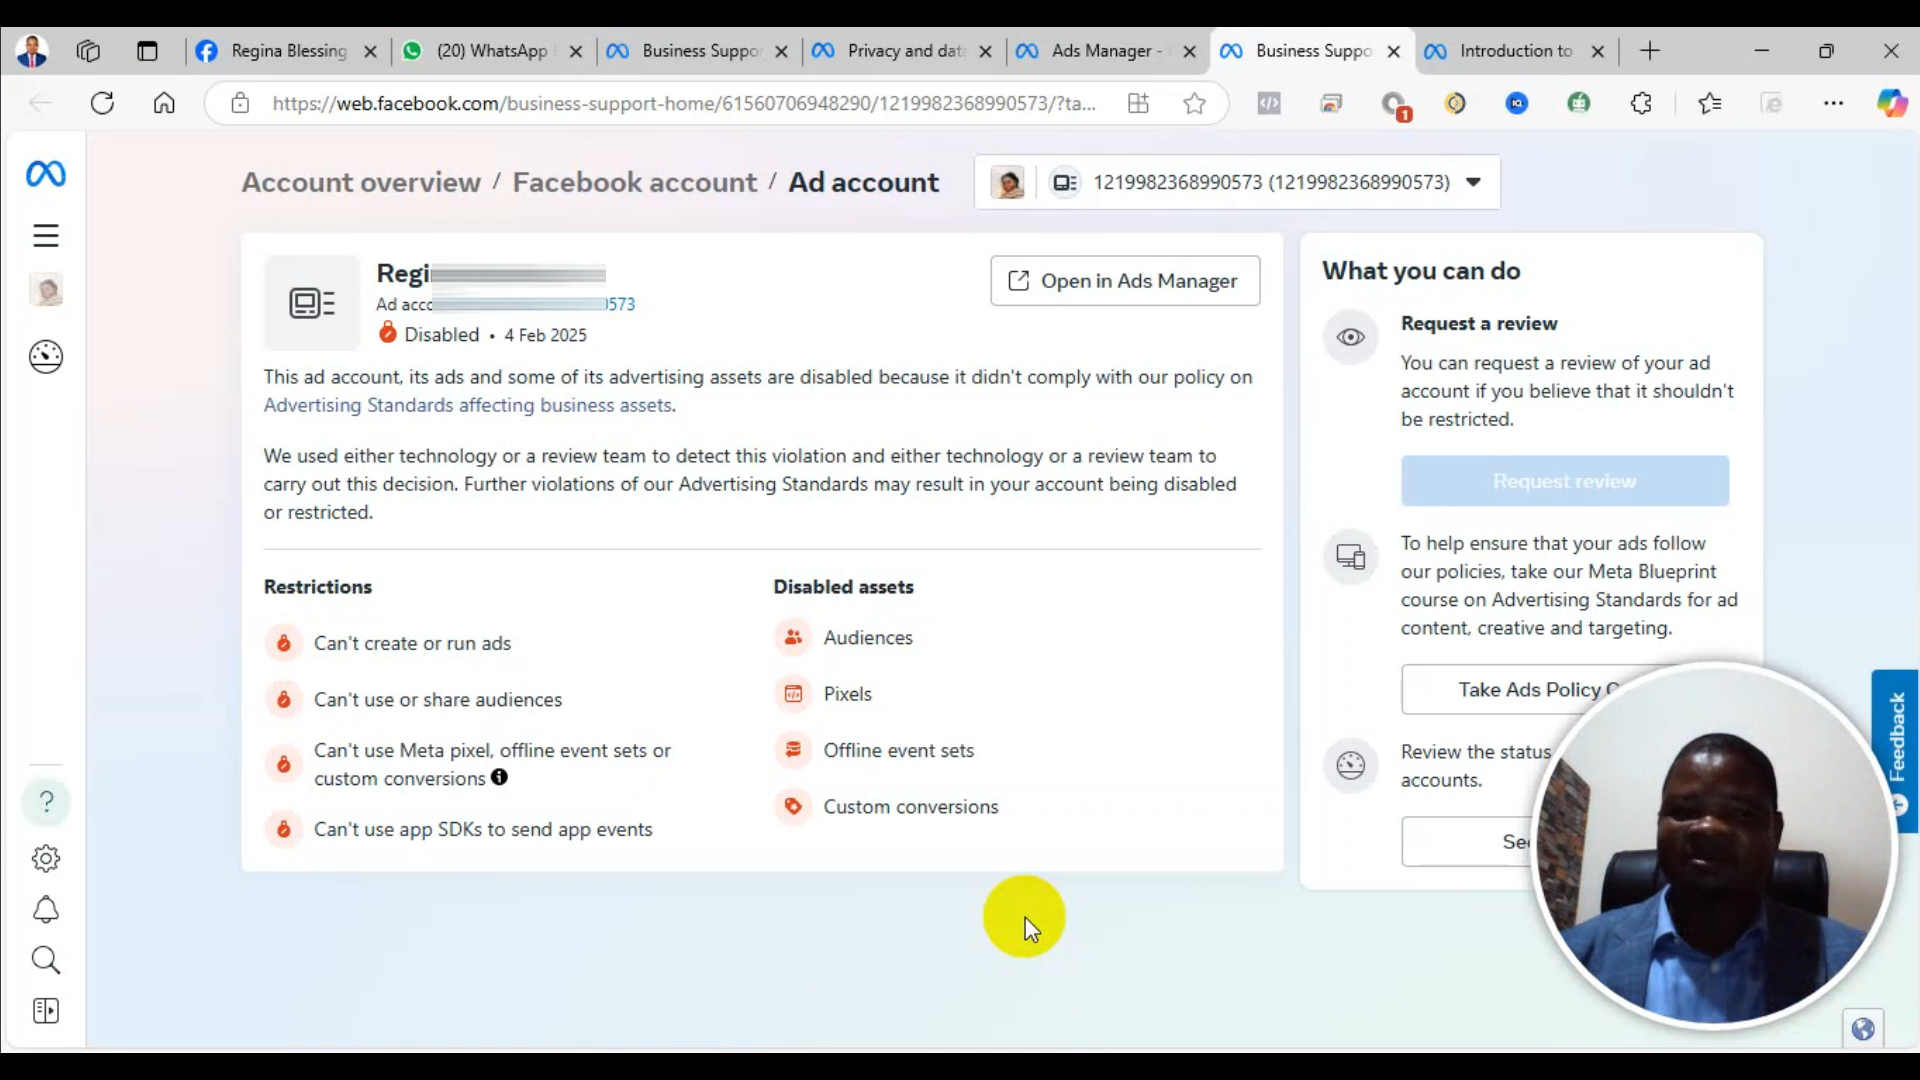 Regina Blessing
(20) WhatsApp
Business Suppo
Privacy and dat
Ads Manager -
Business Suppo
Introduction to
https://web.facebook.com/business-support-home/61560706948290/1219982368990573/?ta...
1
Account overview / Facebook account / Ad account
1219982368990573 (1219982368990573)
Regi
Ad acco
573
Disabled • 4 Feb 2025
Open in Ads Manager
This ad account, its ads and some of its advertising assets are disabled because it didn't comply with our policy on
Advertising Standards affecting business assets.
We used either technology or a review team to detect this violation and either technology or a review team to
carry out this decision. Further violations of our Advertising Standards may result in your account being disabled
or restricted.
Restrictions
Can't create or run ads
Can't use or share audiences
Can't use Meta pixel, offline event sets or
custom conversions
Can't use app SDKs to send app events
Disabled assets
Audiences
Pixels
Offline event sets
Custom conversions
What you can do
Request a review
You can request a review of your ad
account if you believe that it shouldn't
be restricted.
Request review
To help ensure that your ads follow
our policies, take our Meta Blueprint
course on Advertising Standards for ad
content, creative and targeting.
Take Ads Policy
Review the status
accounts.
See
Feedback